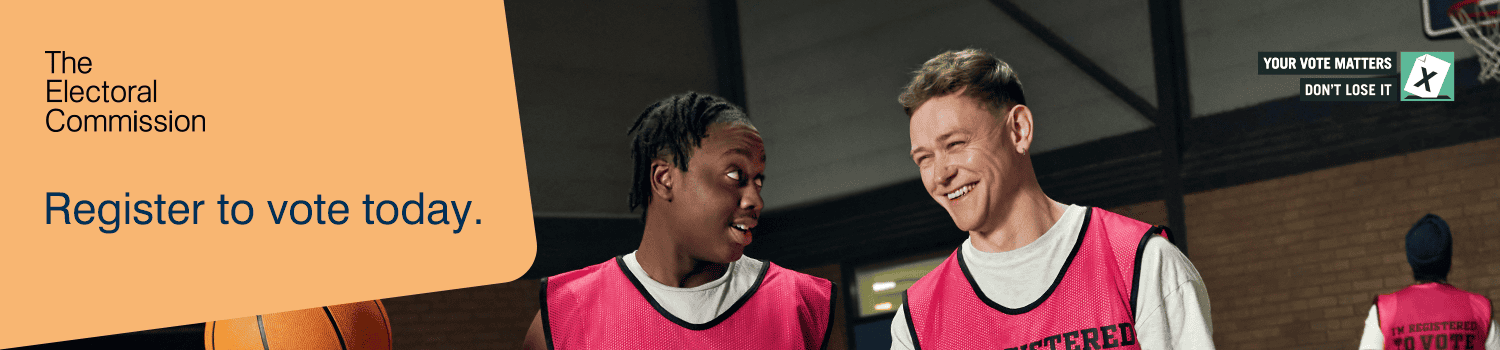 The
Electoral
Commission
Register to vote today.
YOUR VOTE MATTERS
DON'T LOSE IT
X
I'M REGISTERED
TO VOTE